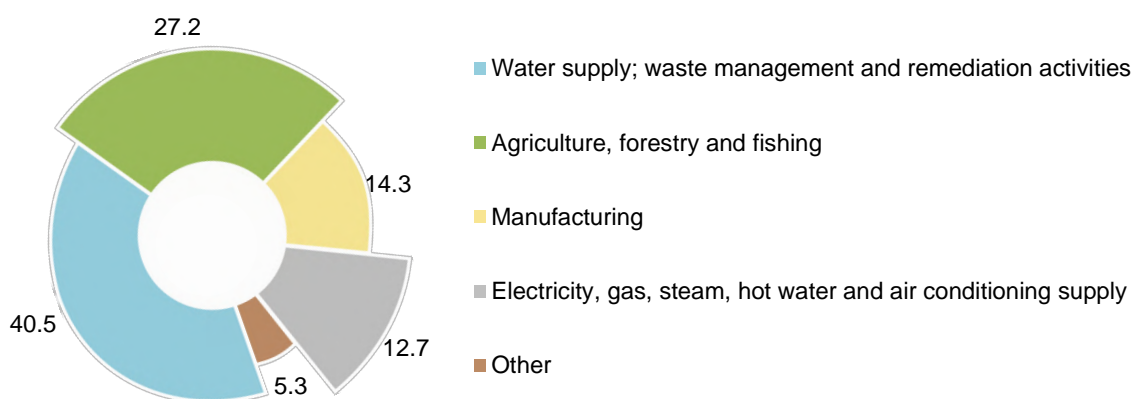 27.2
14.3
12.7
5.3
40.5
Water supply; waste management and remediation activities
Agriculture, forestry and fishing
Manufacturing
Electricity, gas, steam, hot water and air conditioning supply
Other